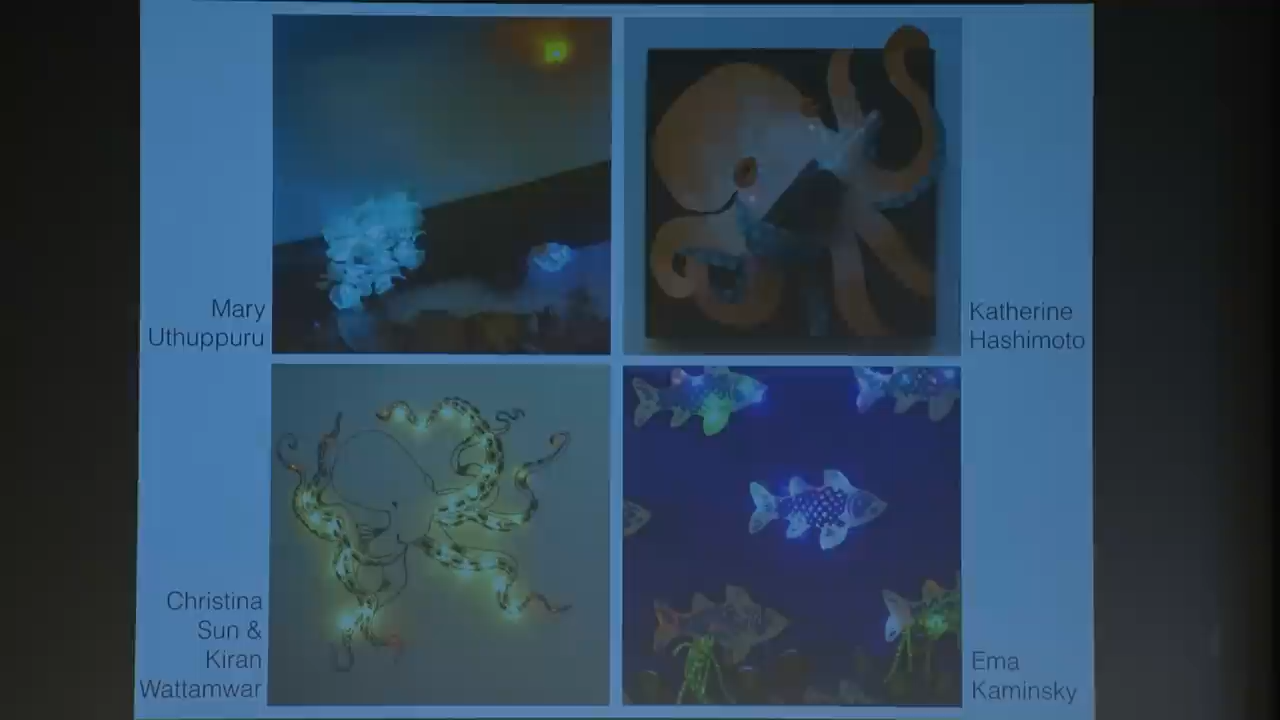 Mary
Uthuppuru
Katherine
Hashimoto
Christina
Sun &
Kiran
Wattamwar
Ema
Kaminsky